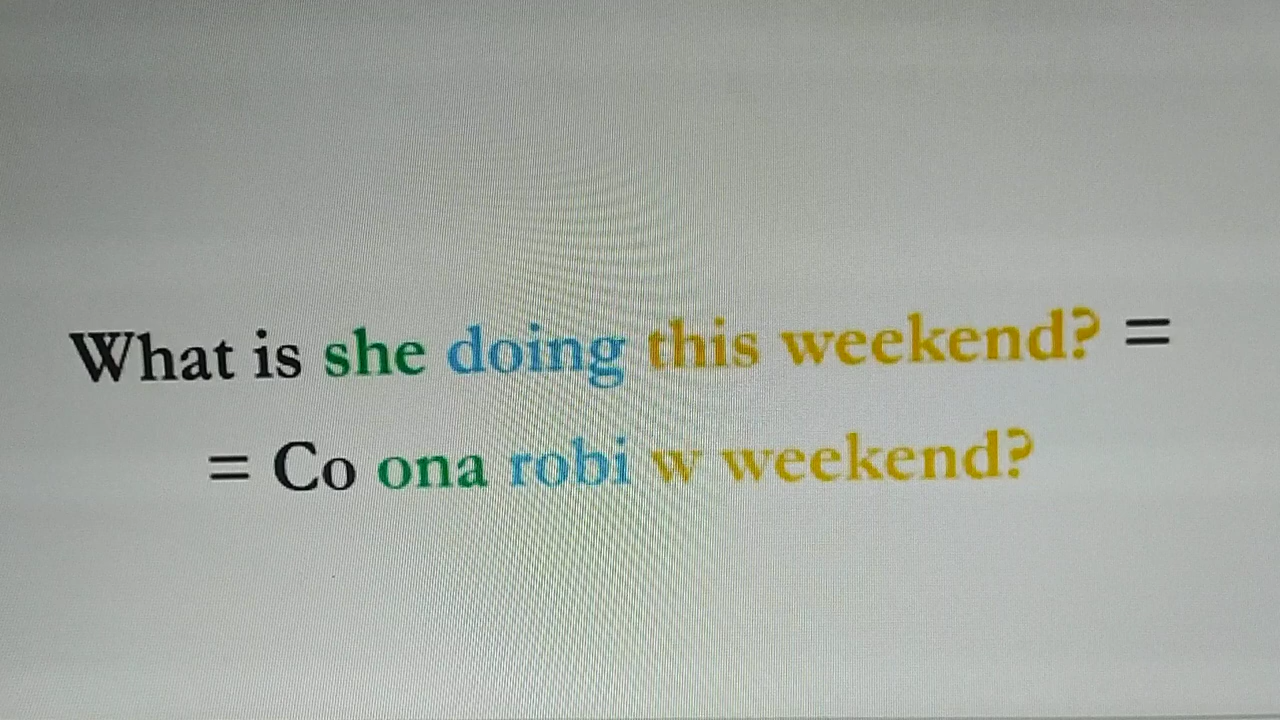 What is she doing this weekend? =
= Co ona robi w weekend?